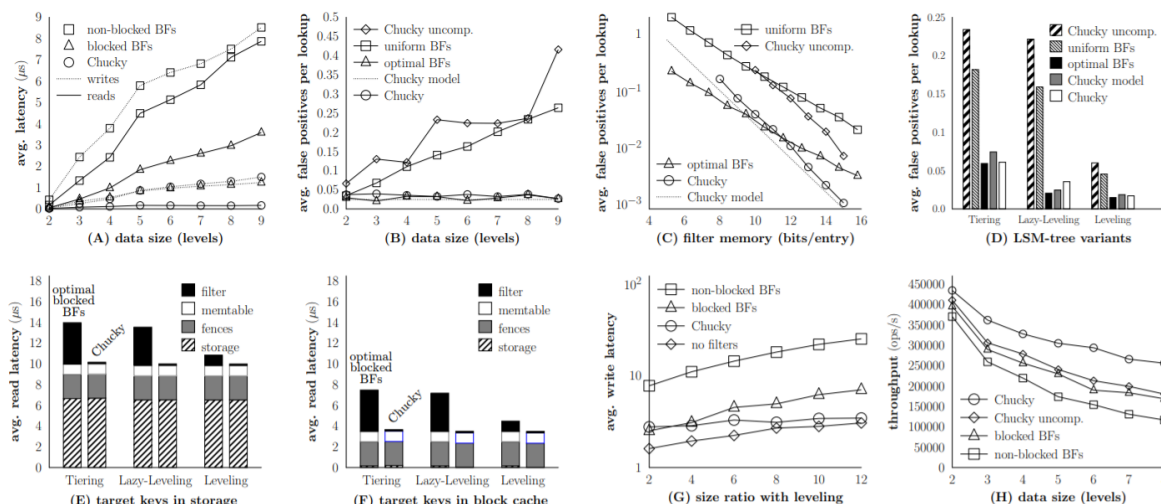 avg. latency (μs)
9
8
7
6
5
4
3
2
1
0
non-blocked BFs
blocked BFs
Chucky
writes
reads
2 3 4 5 6 7 8 9
(A) data size (levels)
avg. false positives per lookup
0.5
0.45
0.4
0.35
0.3
0.25
0.2
0.15
0.1
0.05
0.0
Chucky uncomp.
uniform BFs
optimal BFs
Chucky model
Chucky
2 3 4 5 6 7 8 9
(B) data size (levels)
avg. false positives per lookup
1
10⁻¹
10⁻²
10⁻³
uniform BFs
Chucky uncomp.
optimal BFs
Chucky
Chucky model
4 6 8 10 12 14 16
(C) filter memory (bits/entry)
avg. false positives per lookup
0.25
0.2
0.15
0.1
0.05
0.0
Chucky uncomp.
uniform BFs
optimal BFs
Chucky model
Chucky
Tiering Lazy-Leveling Leveling
(D) LSM-tree variants
avg. read latency (μs)
18
16
14
12
10
8
6
4
2
0
optimal
blocked
BFs
Chucky
filter
memtable
fences
storage
Tiering Lazy-Leveling Leveling
(E) target keys in storage
avg. read latency (μs)
18
16
14
12
10
8
6
4
2
0
optimal
blocked
BFs
Chucky
filter
memtable
fences
storage
Tiering Lazy-Leveling Leveling
(F) target keys in block cache
avg. write latency
10²
10
1
non-blocked BFs
blocked BFs
Chucky
no filters
2 4 6 8 10 12
(G) size ratio with leveling
throughput (ops/s)
450000
400000
350000
300000
250000
200000
150000
100000
50000
0
Chucky
Chucky uncomp.
blocked BFs
non-blocked BFs
2 3 4 5 6 7
(H) data size (levels)